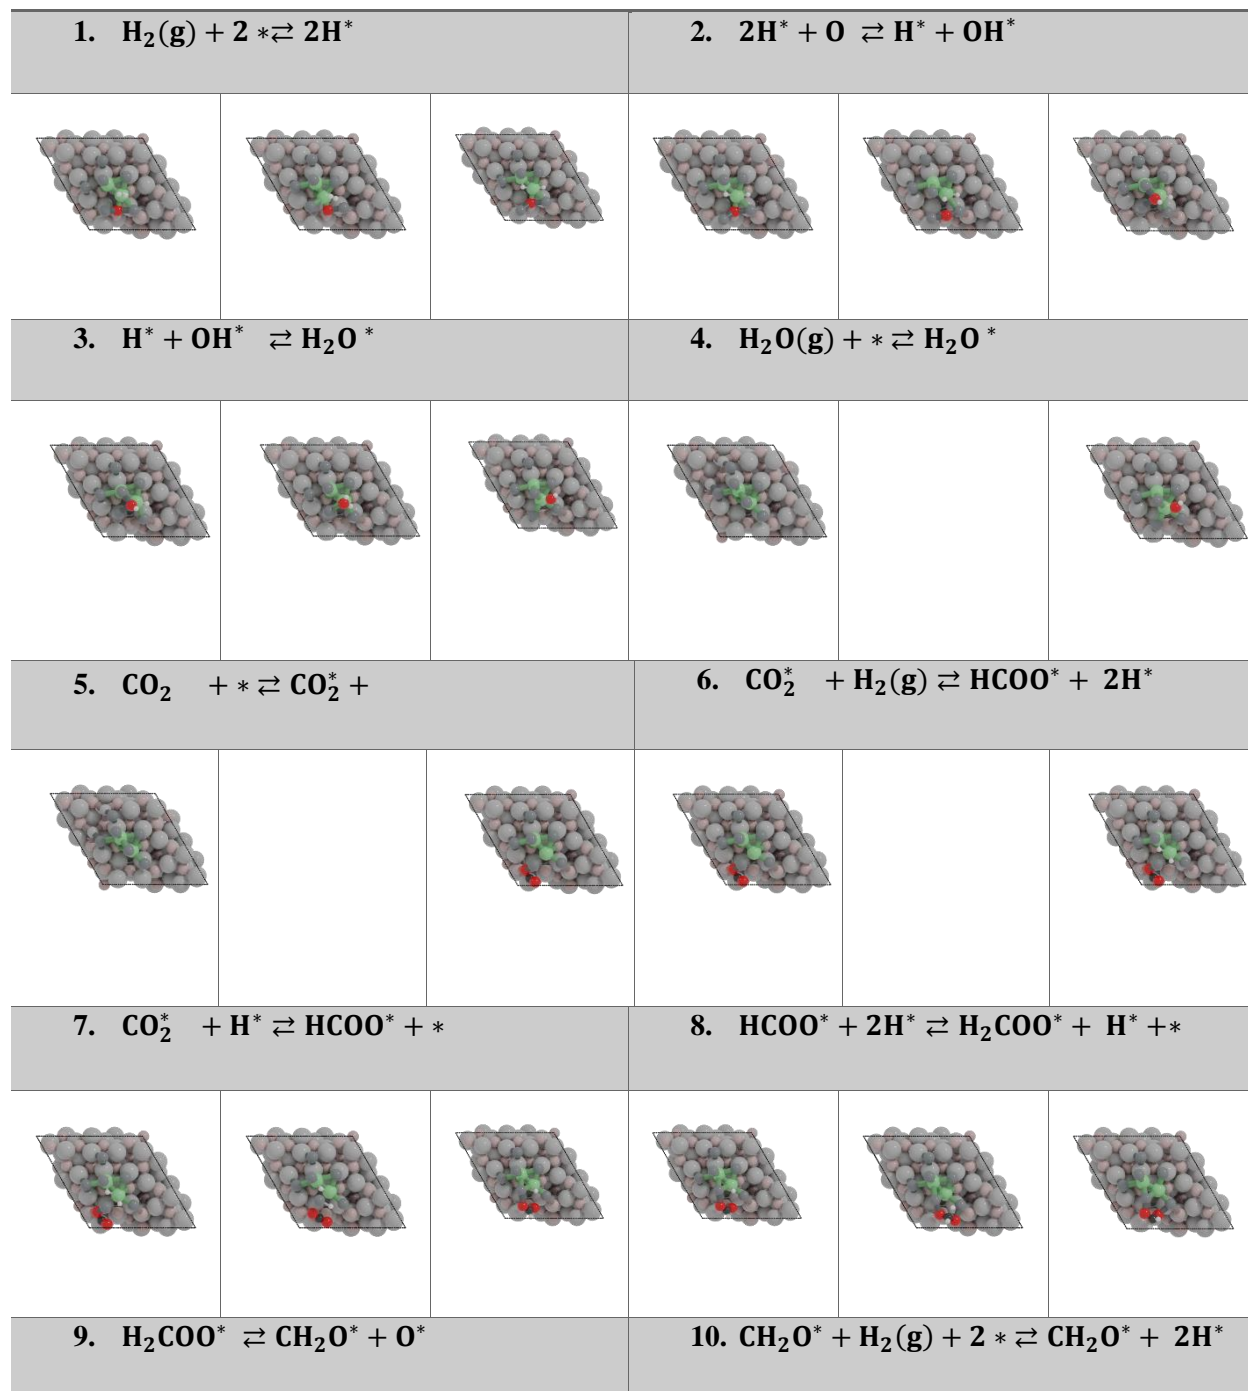 1. H₂(g) + 2 *⇄ 2H*
2. 2H* + O ⇄ H* + OH*
3. H* + OH* ⇄ H₂O *
4. H₂O(g) + * ⇄ H₂O *
5. CO₂ + * ⇄ CO₂* +
6. CO₂* + H₂(g) ⇄ HCOO* + 2H*
7. CO₂* + H* ⇄ HCOO* + *
8. HCOO* + 2H* ⇄ H₂COO* + H* +*
9. H₂COO* ⇄ CH₂O* + O*
10. CH₂O* + H₂(g) + 2 * ⇄ CH₂O* + 2H*